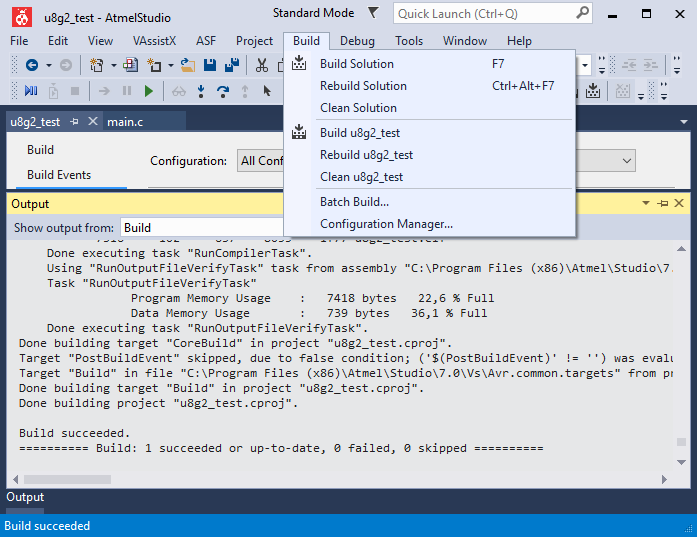 u8g2_test - AtmelStudio
Standard Mode
Quick Launch (Ctrl+Q)
File Edit View VAssistX ASF Project Build Debug Tools Window Help
Build Solution F7
Rebuild Solution Ctrl+Alt+F7
Clean Solution
Build u8g2_test
Rebuild u8g2_test
Clean u8g2_test
Batch Build...
Configuration Manager...
u8g2_test main.c
Build
Build Events
Configuration: All Conf
Output
Show output from: Build
Done executing task "RunCompilerTask".
Using "RunOutputFileVerifyTask" task from assembly "C:\Program Files (x86)\Atmel\Studio\7.
Task "RunOutputFileVerifyTask"
Program Memory Usage : 7418 bytes 22,6 % Full
Data Memory Usage : 739 bytes 36,1 % Full
Done executing task "RunOutputFileVerifyTask".
Done building target "CoreBuild" in project "u8g2_test.cproj".
Target "PostBuildEvent" skipped, due to false condition; ('$(PostBuildEvent)' != '') was evalu
Target "Build" in file "C:\Program Files (x86)\Atmel\Studio\7.0\Vs\Avr.common.targets" from pr
Done building target "Build" in project "u8g2_test.cproj".
Done building project "u8g2_test.cproj".
Build succeeded.
========== Build: 1 succeeded or up-to-date, 0 failed, 0 skipped ==========
Output
Build succeeded